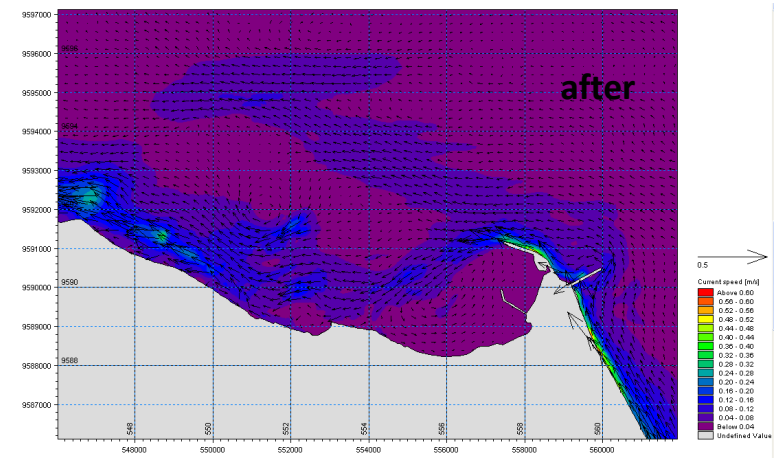 9597000
9596000
9596
9595000
after
9594000
9594
9593000
9592000
9591000
9590000
9590
9589000
9588000
9588
9587000
548
550
552
554
556
558
560
548000
550000
552000
554000
556000
558000
560000
0.5
Current speed [m/s]
Above 0.60
0.56 - 0.60
0.52 - 0.56
0.48 - 0.52
0.44 - 0.48
0.40 - 0.44
0.36 - 0.40
0.32 - 0.36
0.28 - 0.32
0.24 - 0.28
0.20 - 0.24
0.16 - 0.20
0.12 - 0.16
0.08 - 0.12
0.04 - 0.08
Below 0.04
Undefined Value